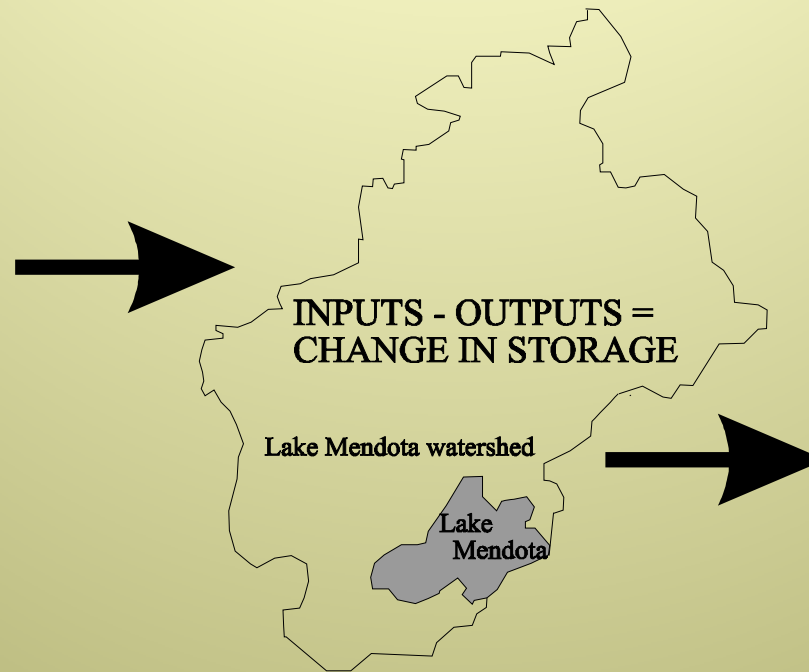 INPUTS - OUTPUTS =
CHANGE IN STORAGE
Lake Mendota watershed
Lake
Mendota